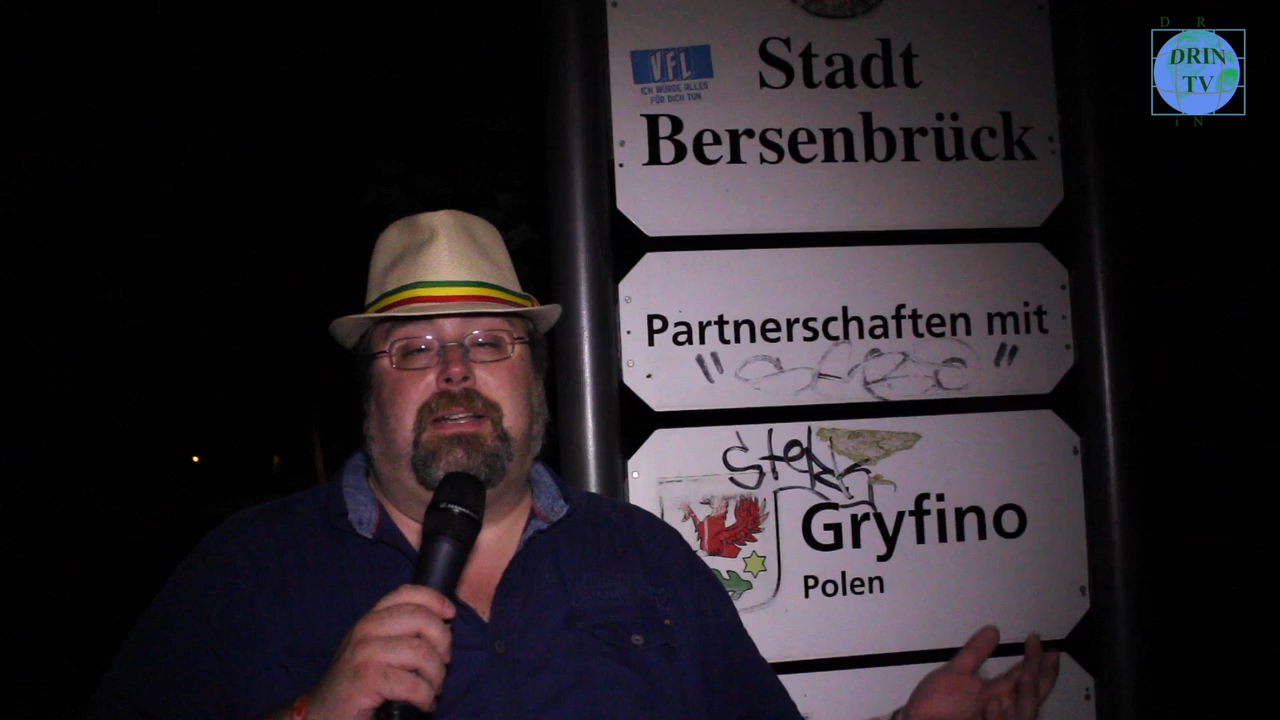 Stadt
Bersenbrück
VFL
ICH WÜRDE ALLES
FÜR DICH TUN
Partnerschaften mit
Gryfino
Polen
D R
DRIN
TV
I N